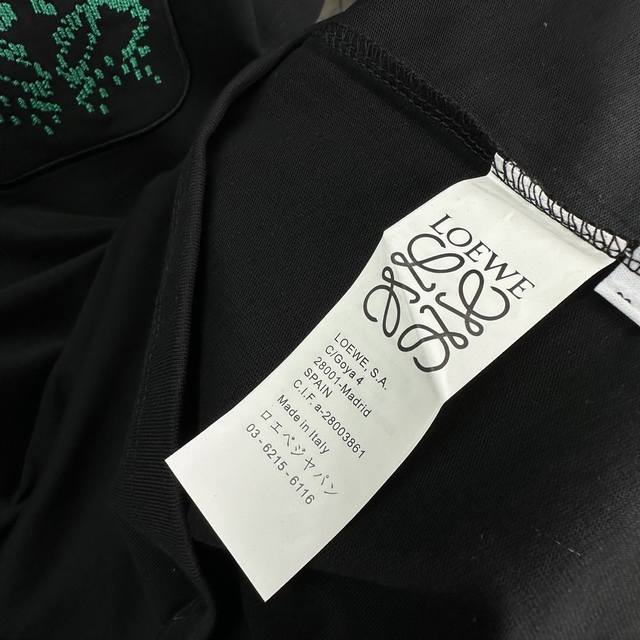 LOEWE
LOEWE, S.A.
C/Goya 4
28001-Madrid
SPAIN
C.I.F a-28003861
Made in Italy
ロエベジャパン
03-6215-6116